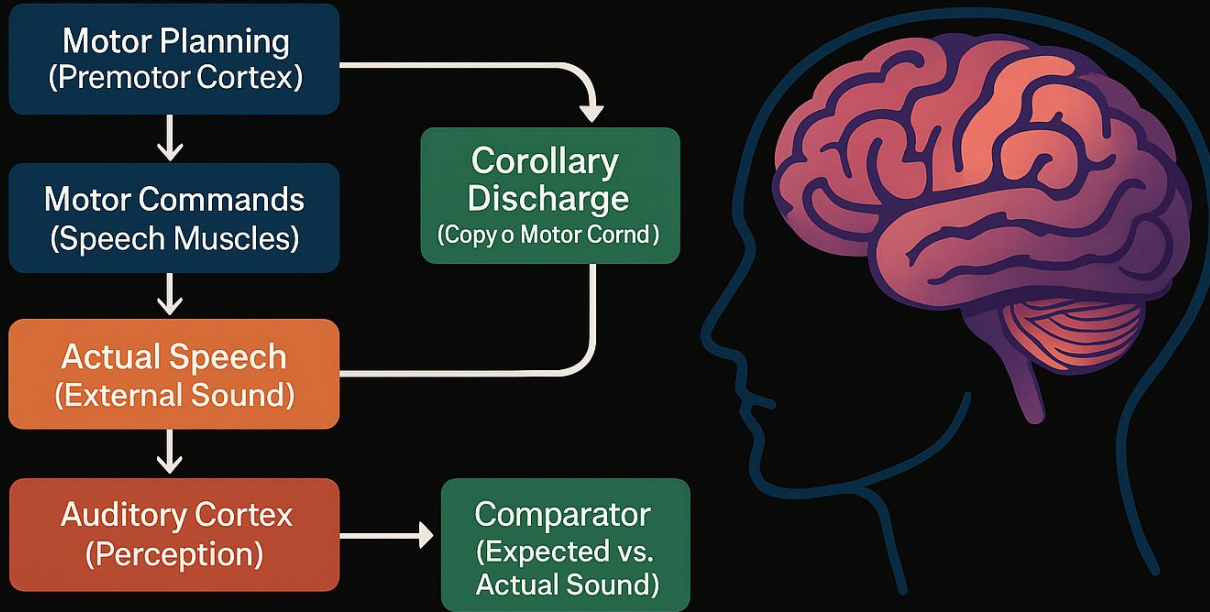 Motor Planning
(Premotor Cortex)
Corollary
Discharge
(Copy o Motor Cornd)
Motor Commands
(Speech Muscles)
Actual Speech
(External Sound)
Auditory Cortex
(Perception)
Comparator
(Expected vs.
Actual Sound)